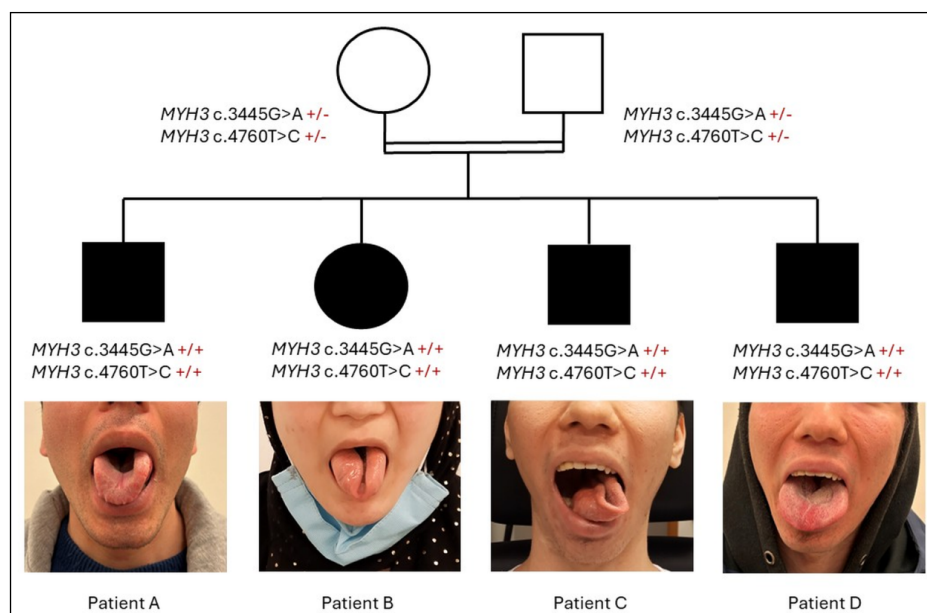 MYH3 c.3445G>A +/-
MYH3 c.4760T>C +/-
MYH3 c.3445G>A +/-
MYH3 c.4760T>C +/-
MYH3 c.3445G>A +/+
MYH3 c.4760T>C +/+
MYH3 c.3445G>A +/+
MYH3 c.4760T>C +/+
MYH3 c.3445G>A +/+
MYH3 c.4760T>C +/+
MYH3 c.3445G>A +/+
MYH3 c.4760T>C +/+
Patient A
Patient B
Patient C
Patient D